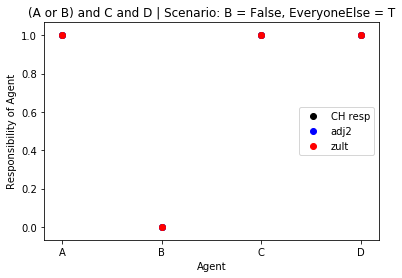 (A or B) and C and D | Scenario: B = False, EveryoneElse = T
Responsibility of Agent
1.0
0.8
0.6
0.4
0.2
0.0
CH resp
adj2
zult
A B C D
Agent